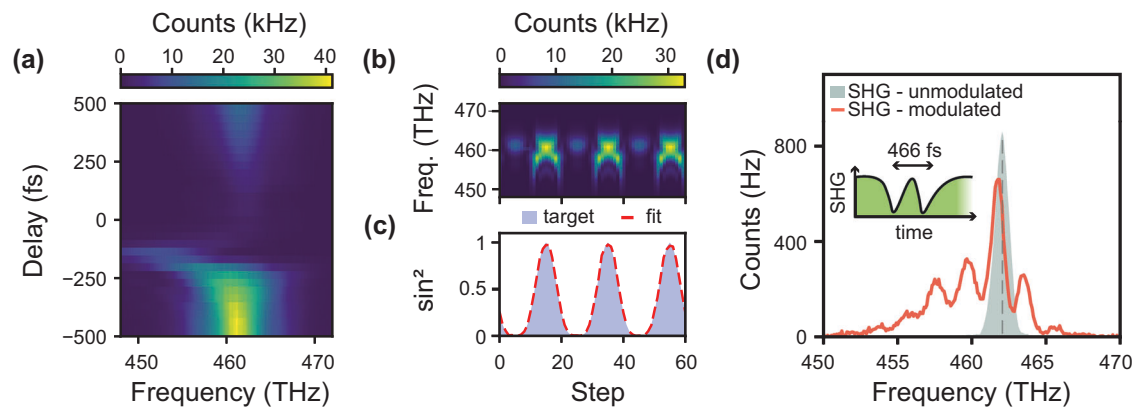 (a)
Counts (kHz)
0 10 20 30 40
500
250
0
−250
−500
Delay (fs)
450 460 470
Frequency (THz)
(b)
Counts (kHz)
0 10 20 30
470
460
450
Freq. (THz)
(c)
target fit
1
0.5
0
sin²
0 20 40 60
Step
(d)
SHG - unmodulated
SHG - modulated
800
400
0
Counts (Hz)
466 fs
SHG
time
450 455 460 465 470
Frequency (THz)